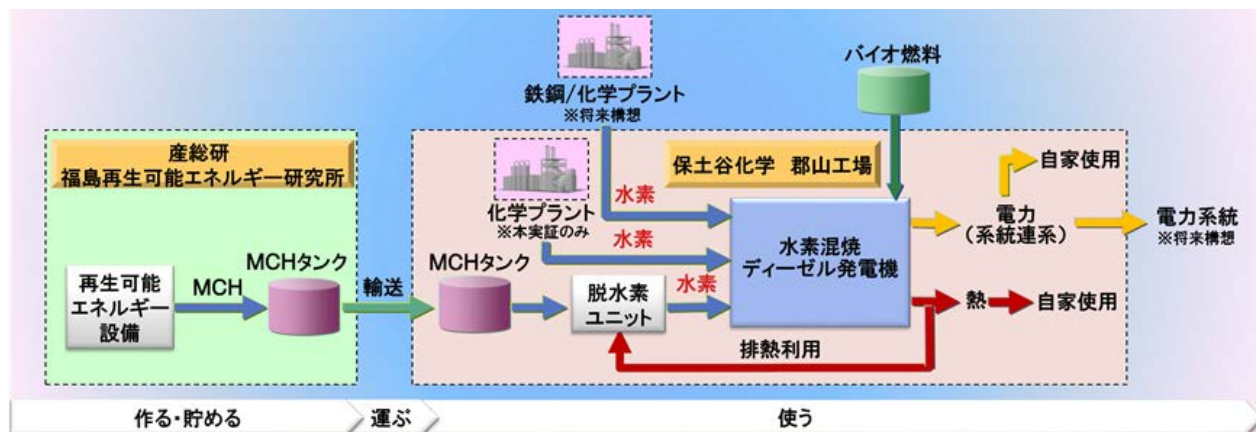 鉄鋼/化学プラント
※将来構想
バイオ燃料
産総研
福島再生可能エネルギー研究所
保土谷化学 郡山工場
化学プラント
※本実証のみ
水素
水素
水素
再生可能
エネルギー
設備
MCH
MCHタンク
輸送
MCHタンク
脱水素
ユニット
水素混焼
ディーゼル発電機
自家使用
電力
(系統連系)
電力系統
※将来構想
熱
自家使用
排熱利用
作る・貯める
運ぶ
使う